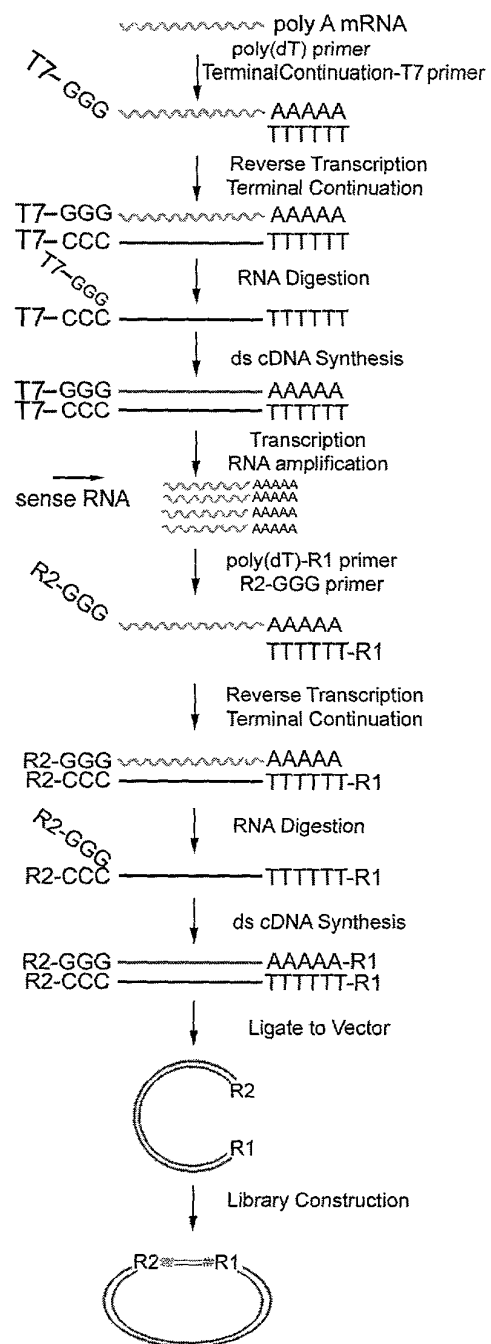 poly A mRNA
poly(dT) primer
TerminalContinuation-T7 primer
T7-GGG
AAAAA
TTTTTT
Reverse Transcription
Terminal Continuation
T7-GGG AAAAA
T7-CCC TTTTTT
T7-GGG
RNA Digestion
T7-CCC TTTTTT
ds cDNA Synthesis
T7-GGG AAAAA
T7-CCC TTTTTT
Transcription
RNA amplification
sense RNA
AAAAA
AAAAA
AAAAA
AAAAA
poly(dT)-R1 primer
R2-GGG primer
R2-GGG
AAAAA
TTTTTT-R1
Reverse Transcription
Terminal Continuation
R2-GGG AAAAA
R2-CCC TTTTTT-R1
R2-GGG
RNA Digestion
R2-CCC TTTTTT-R1
ds cDNA Synthesis
R2-GGG AAAAA-R1
R2-CCC TTTTTT-R1
Ligate to Vector
R2
R1
Library Construction
R2 R1